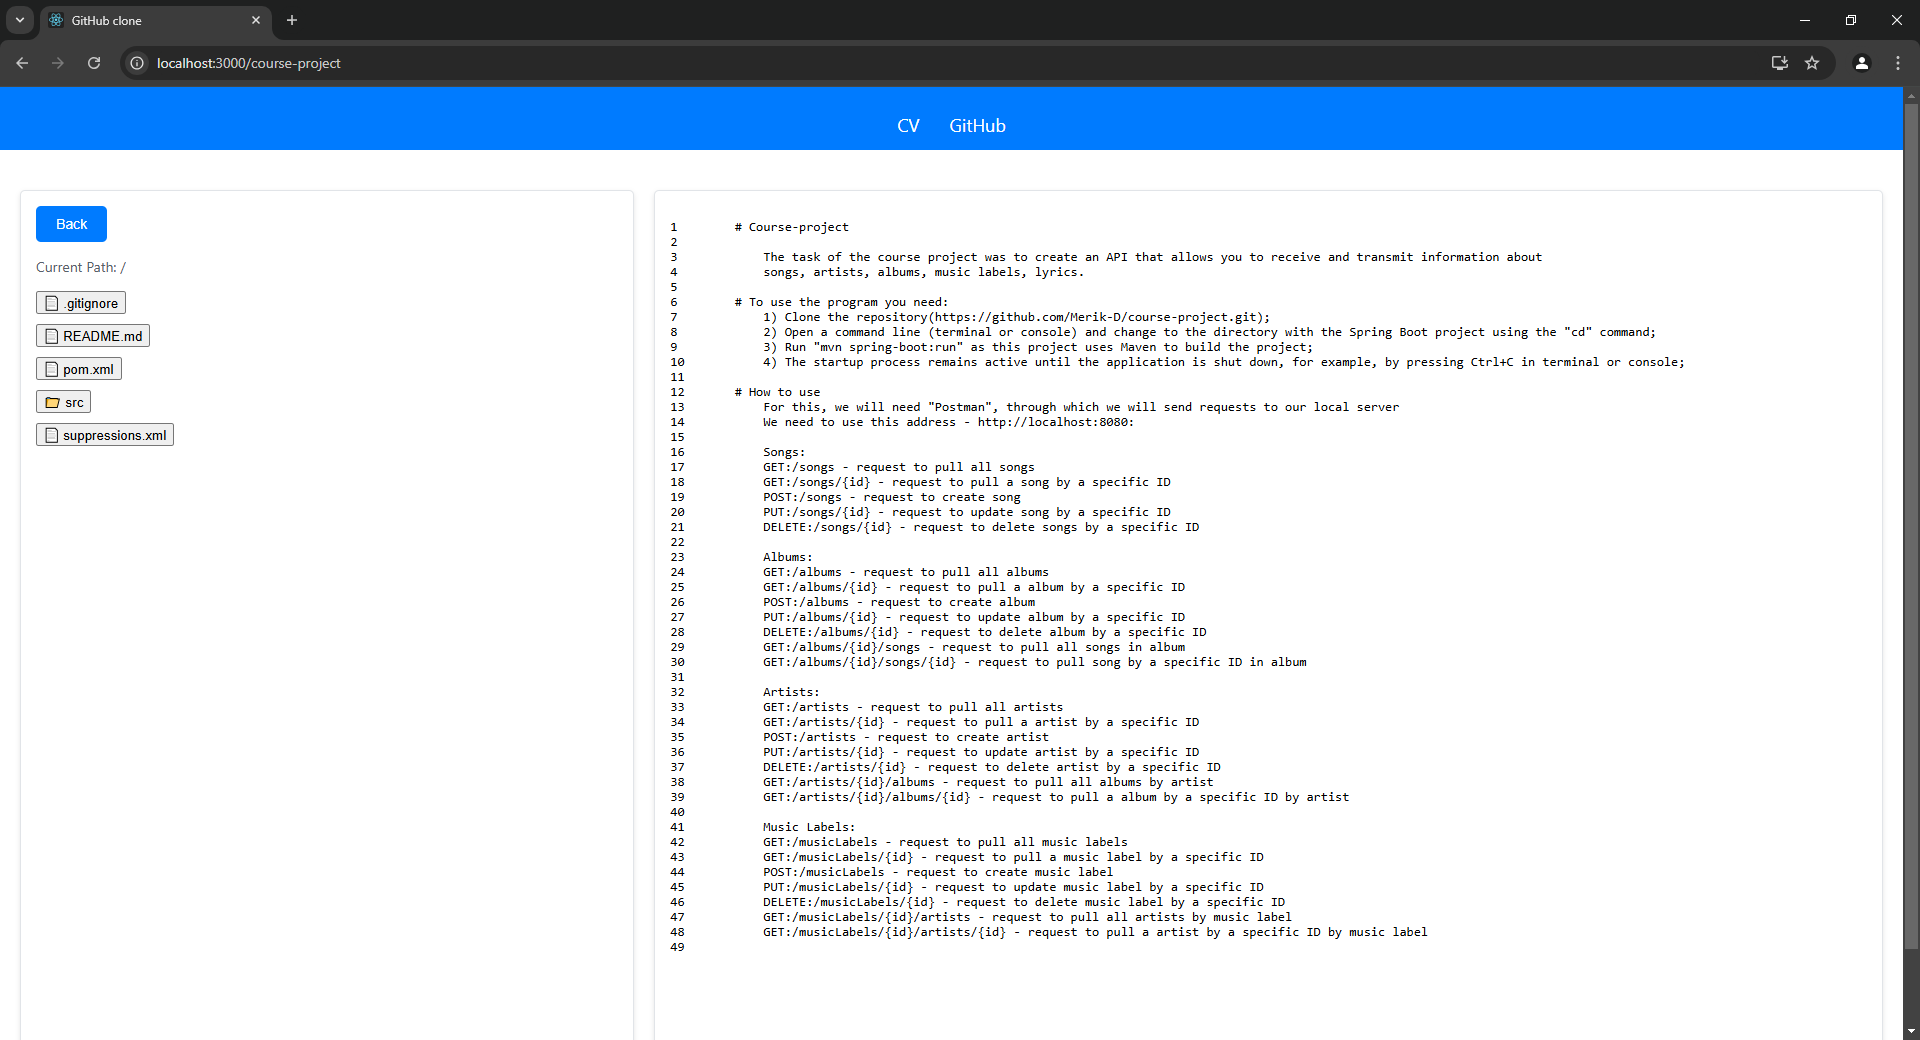 GitHub clone
localhost:3000/course-project
CV GitHub
Back
Current Path: /
.gitignore
README.md
pom.xml
src
suppressions.xml
1 # Course-project
2
3 The task of the course project was to create an API that allows you to receive and transmit information about
4 songs, artists, albums, music labels, lyrics.
5
6 # To use the program you need:
7 1) Clone the repository(https://github.com/Merik-D/course-project.git);
8 2) Open a command line (terminal or console) and change to the directory with the Spring Boot project using the "cd" command;
9 3) Run "mvn spring-boot:run" as this project uses Maven to build the project;
10 4) The startup process remains active until the application is shut down, for example, by pressing Ctrl+C in terminal or console;
11
12 # How to use
13 For this, we will need "Postman", through which we will send requests to our local server
14 We need to use this address - http://localhost:8080:
15
16 Songs:
17 GET:/songs - request to pull all songs
18 GET:/songs/{id} - request to pull a song by a specific ID
19 POST:/songs - request to create song
20 PUT:/songs/{id} - request to update song by a specific ID
21 DELETE:/songs/{id} - request to delete songs by a specific ID
22
23 Albums:
24 GET:/albums - request to pull all albums
25 GET:/albums/{id} - request to pull a album by a specific ID
26 POST:/albums - request to create album
27 PUT:/albums/{id} - request to update album by a specific ID
28 DELETE:/albums/{id} - request to delete album by a specific ID
29 GET:/albums/{id}/songs - request to pull all songs in album
30 GET:/albums/{id}/songs/{id} - request to pull song by a specific ID in album
31
32 Artists:
33 GET:/artists - request to pull all artists
34 GET:/artists/{id} - request to pull a artist by a specific ID
35 POST:/artists - request to create artist
36 PUT:/artists/{id} - request to update artist by a specific ID
37 DELETE:/artists/{id} - request to delete artist by a specific ID
38 GET:/artists/{id}/albums - request to pull all albums by artist
39 GET:/artists/{id}/albums/{id} - request to pull a album by a specific ID by artist
40
41 Music Labels:
42 GET:/musicLabels - request to pull all music labels
43 GET:/musicLabels/{id} - request to pull a music label by a specific ID
44 POST:/musicLabels - request to create music label
45 PUT:/musicLabels/{id} - request to update music label by a specific ID
46 DELETE:/musicLabels/{id} - request to delete music label by a specific ID
47 GET:/musicLabels/{id}/artists - request to pull all artists by music label
48 GET:/musicLabels/{id}/artists/{id} - request to pull a artist by a specific ID by music label
49